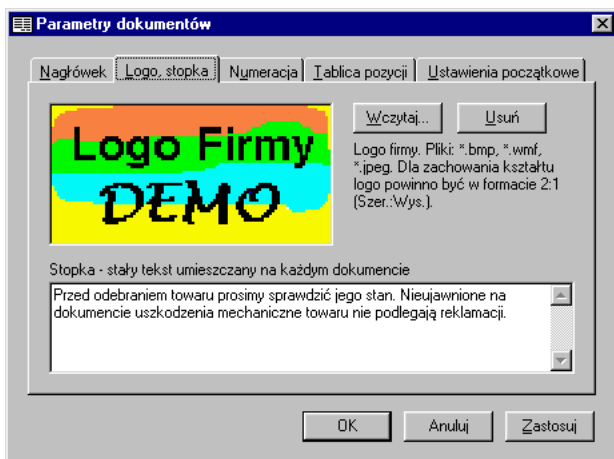 Parametry dokumentów
Nagłówek
Logo, stopka
Numeracja
Tablica pozycji
Ustawienia początkowe
Logo Firmy
DEMO
Wczytaj...
Usuń
Logo firmy. Pliki: *.bmp, *.wmf,
*.jpeg. Dla zachowania kształtu
logo powinno być w formacie 2:1
(Szer.:Wys.).
Stopka - stały tekst umieszczany na każdym dokumencie
Przed odebraniem towaru prosimy sprawdzić jego stan. Nieujawnione na
dokumencie uszkodzenia mechaniczne towaru nie podlegają reklamacji.
OK
Anuluj
Zastosuj